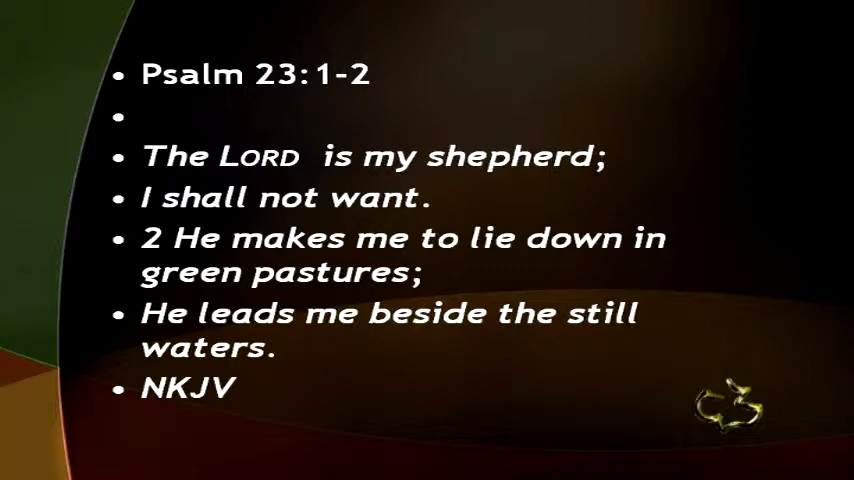 • Psalm 23:1-2
•
• The LORD is my shepherd;
• I shall not want.
• 2 He makes me to lie down in
green pastures;
• He leads me beside the still
waters.
• NKJV
C3